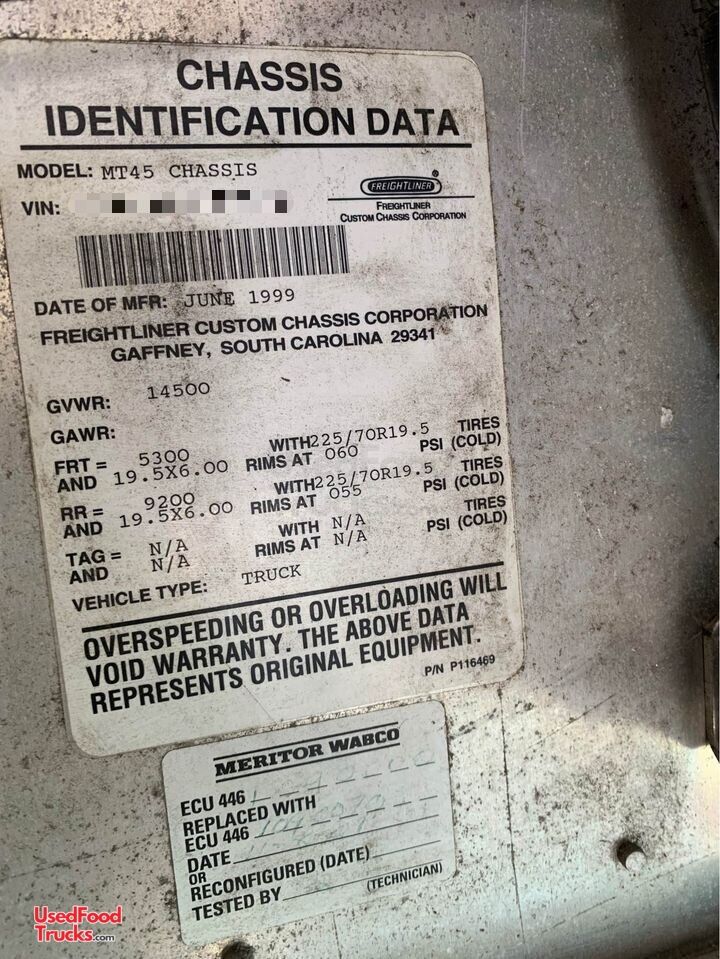 CHASSIS
IDENTIFICATION DATA
MODEL: MT45 CHASSIS
VIN:
FREIGHTLINER®
FREIGHTLINER
CUSTOM CHASSIS CORPORATION
DATE OF MFR: JUNE 1999
FREIGHTLINER CUSTOM CHASSIS CORPORATION
GAFFNEY, SOUTH CAROLINA 29341
GVWR: 14500
GAWR:
FRT = 5300 WITH 225/70R19.5 TIRES
AND 19.5X6.00 RIMS AT 060 PSI (COLD)
RR = 9200 WITH 225/70R19.5 TIRES
AND 19.5X6.00 RIMS AT 055 PSI (COLD)
TAG = N/A WITH N/A TIRES
AND N/A RIMS AT N/A PSI (COLD)
VEHICLE TYPE: TRUCK
OVERSPEEDING OR OVERLOADING WILL
VOID WARRANTY. THE ABOVE DATA
REPRESENTS ORIGINAL EQUIPMENT.
P/N P116469
MERITOR WABCO
ECU 446
REPLACED WITH
ECU 446
DATE
OR
RECONFIGURED (DATE)
TESTED BY
(TECHNICIAN)
UsedFood
Trucks.com